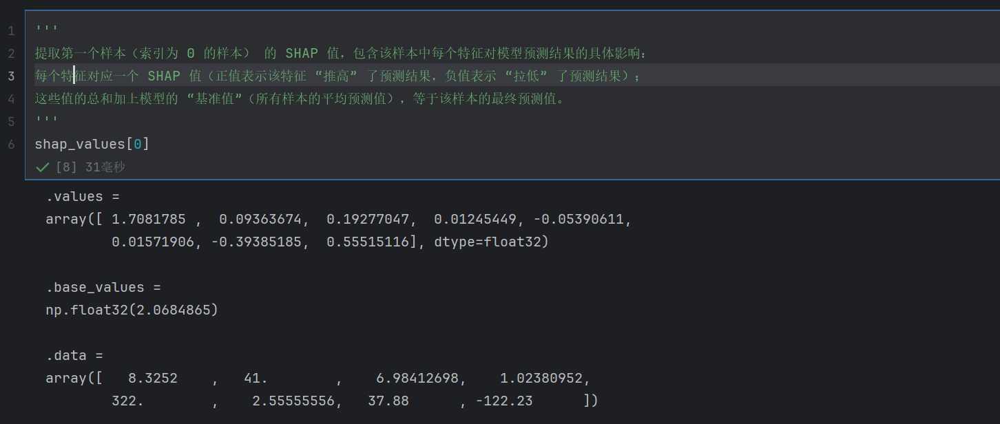 1 '''
2 提取第一个样本（索引为 0 的样本） 的 SHAP 值，包含该样本中每个特征对模型预测结果的具体影响：
3 每个特征对应一个 SHAP 值（正值表示该特征 “推高” 了预测结果，负值表示 “拉低” 了预测结果）；
4 这些值的总和加上模型的 “基准值”（所有样本的平均预测值），等于该样本的最终预测值。
5 '''
6 shap_values[0]
[8] 31毫秒
.values =
array([ 1.7081785 ,  0.09363674,  0.19277047,  0.01245449, -0.05390611,
        0.01571906, -0.39385185,  0.55515116], dtype=float32)
.base_values =
np.float32(2.0684865)
.data =
array([   8.3252    ,   41.        ,    6.98412698,    1.02380952,
        322.        ,    2.55555556,   37.88      , -122.23      ])